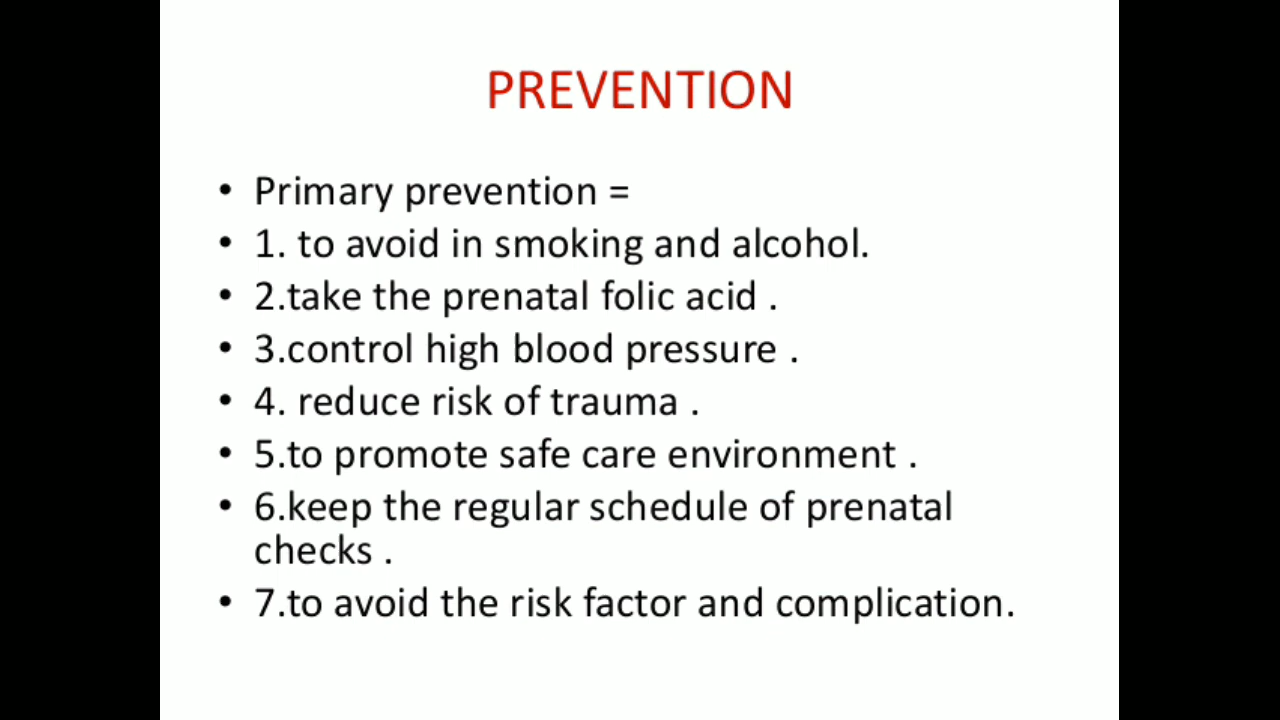 PREVENTION
• Primary prevention =
• 1. to avoid in smoking and alcohol.
• 2.take the prenatal folic acid .
• 3.control high blood pressure .
• 4. reduce risk of trauma .
• 5.to promote safe care environment .
• 6.keep the regular schedule of prenatal
checks .
• 7.to avoid the risk factor and complication.